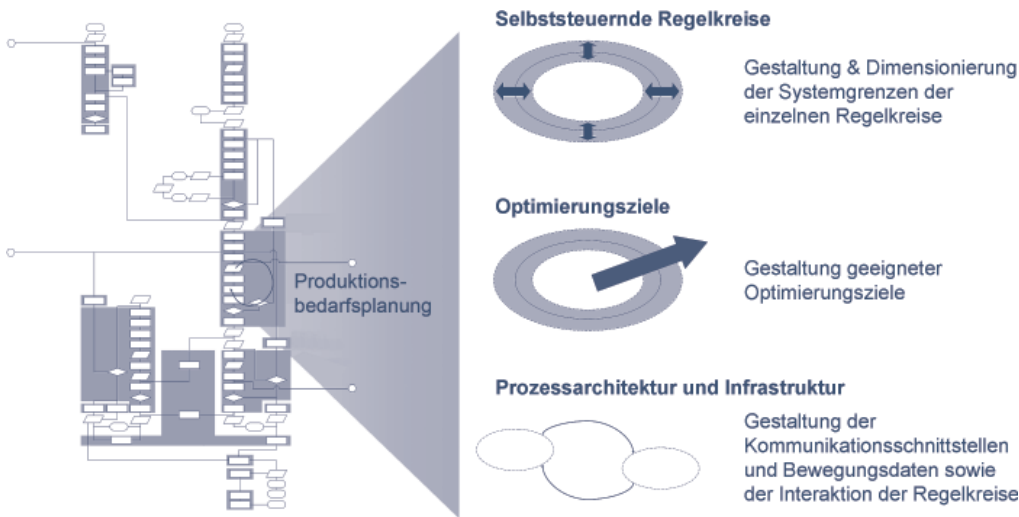 Selbststeuernde Regelkreise
Gestaltung & Dimensionierung
der Systemgrenzen der
einzelnen Regelkreise
Optimierungsziele
Gestaltung geeigneter
Optimierungsziele
Produktions-
bedarfsplanung
Prozessarchitektur und Infrastruktur
Gestaltung der
Kommunikationsschnittstellen
und Bewegungsdaten sowie
der Interaktion der Regelkreise